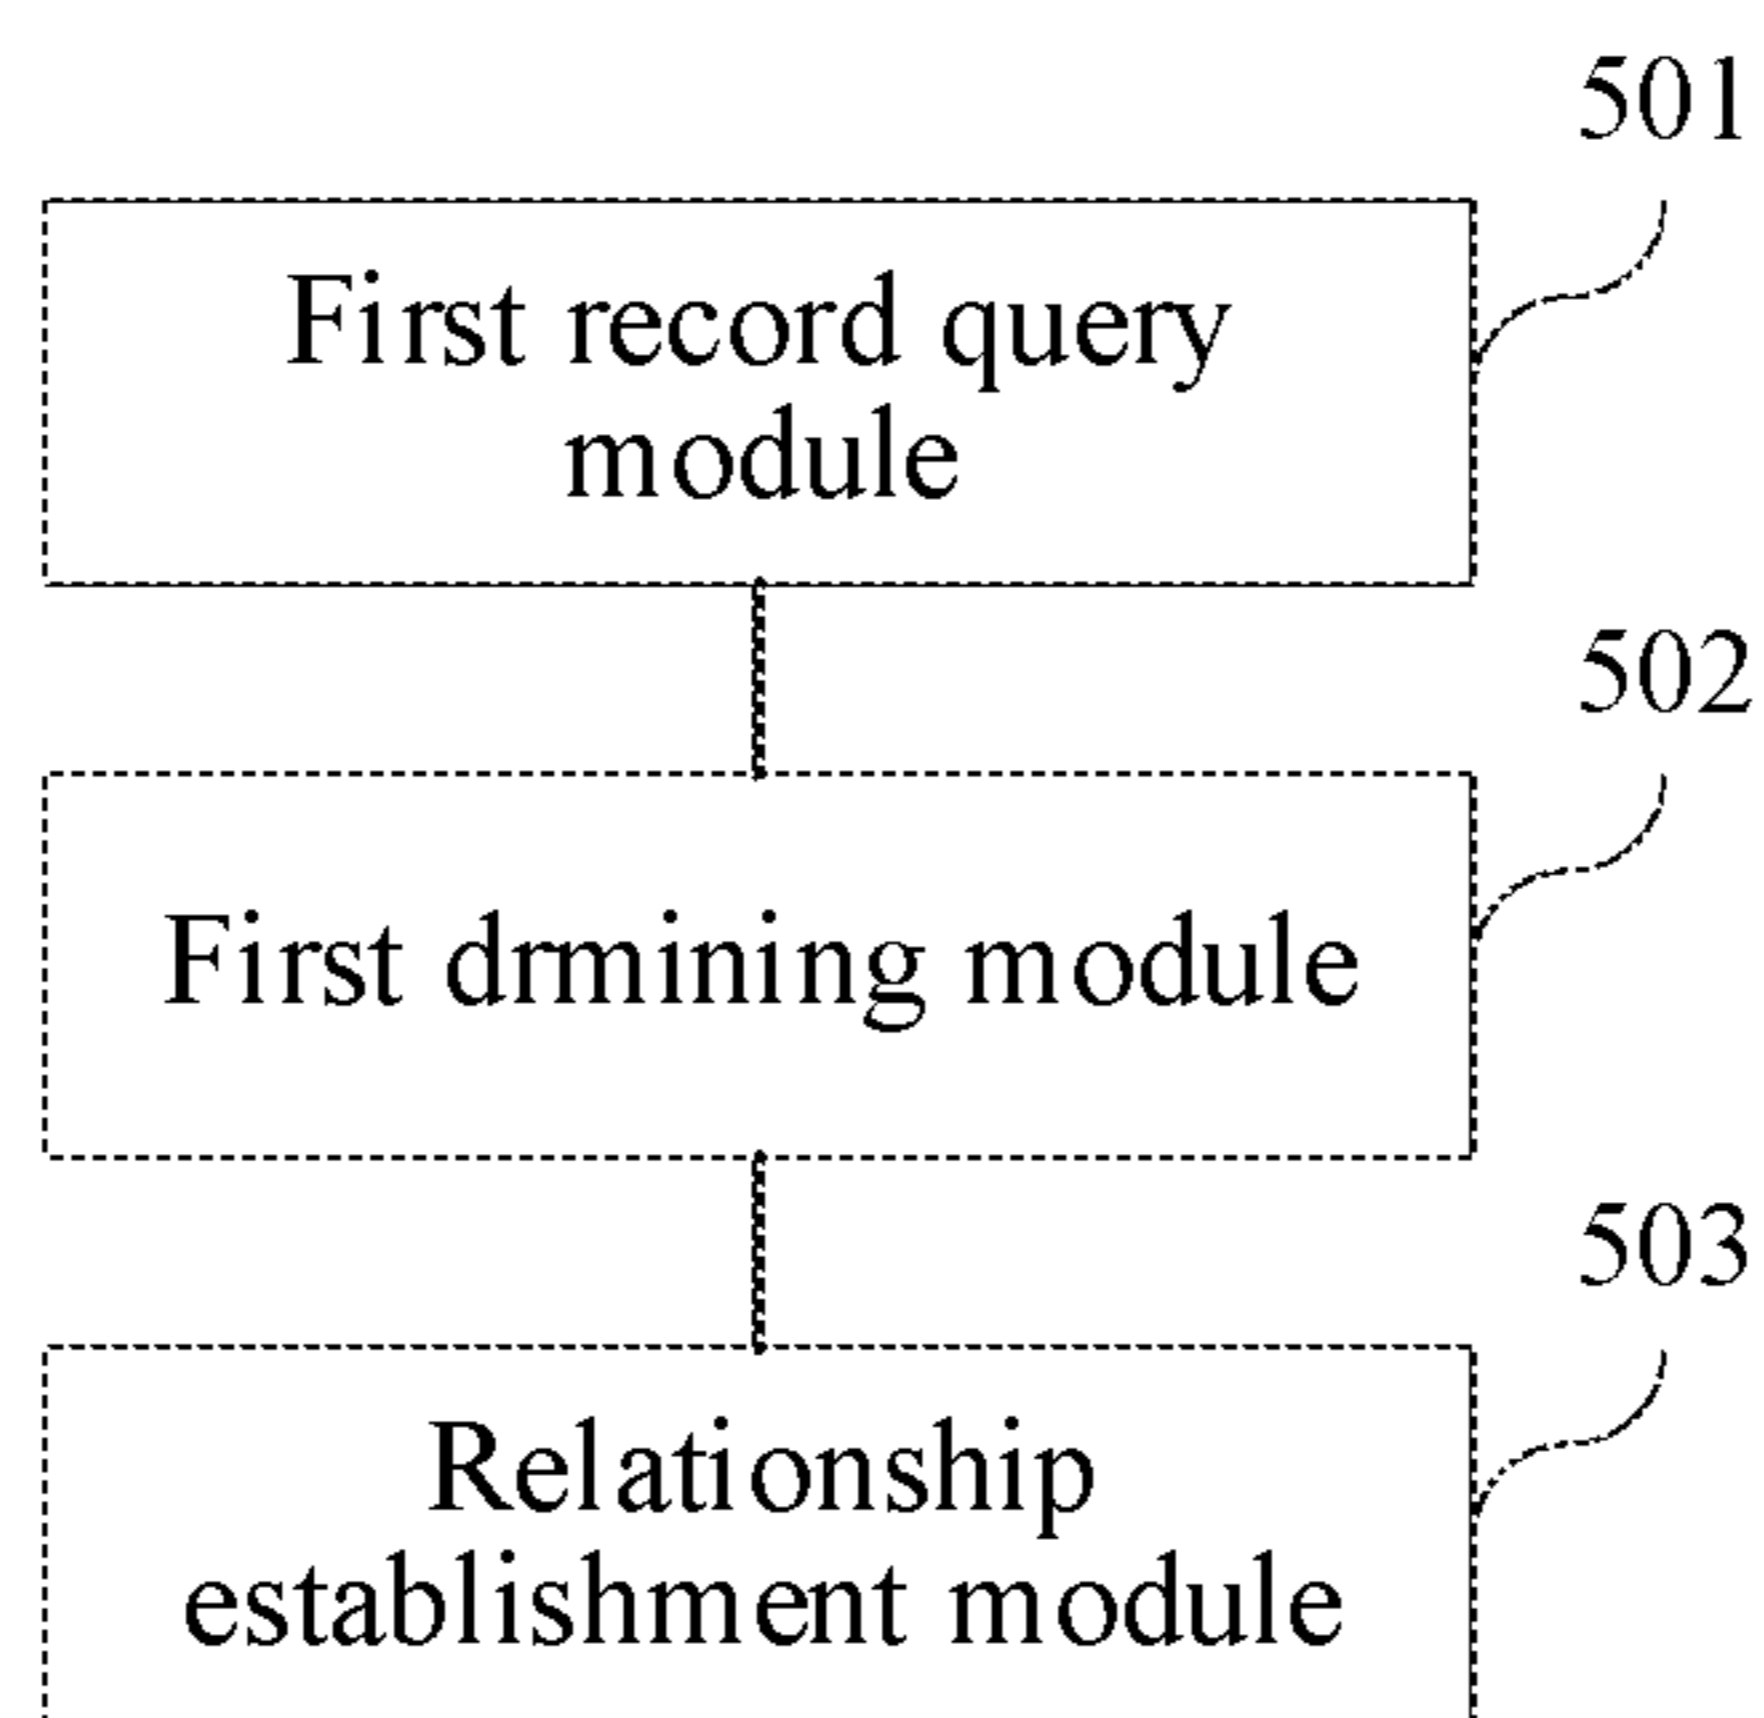 501
First record query
module
502
First drmining module
503
Relationship
establishment module